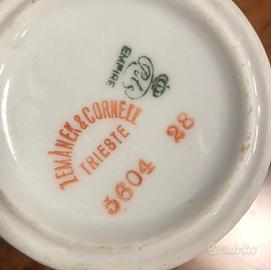 EMPIRE
ZEMANEK & CORNELL
TRIESTE
5604 28
subito